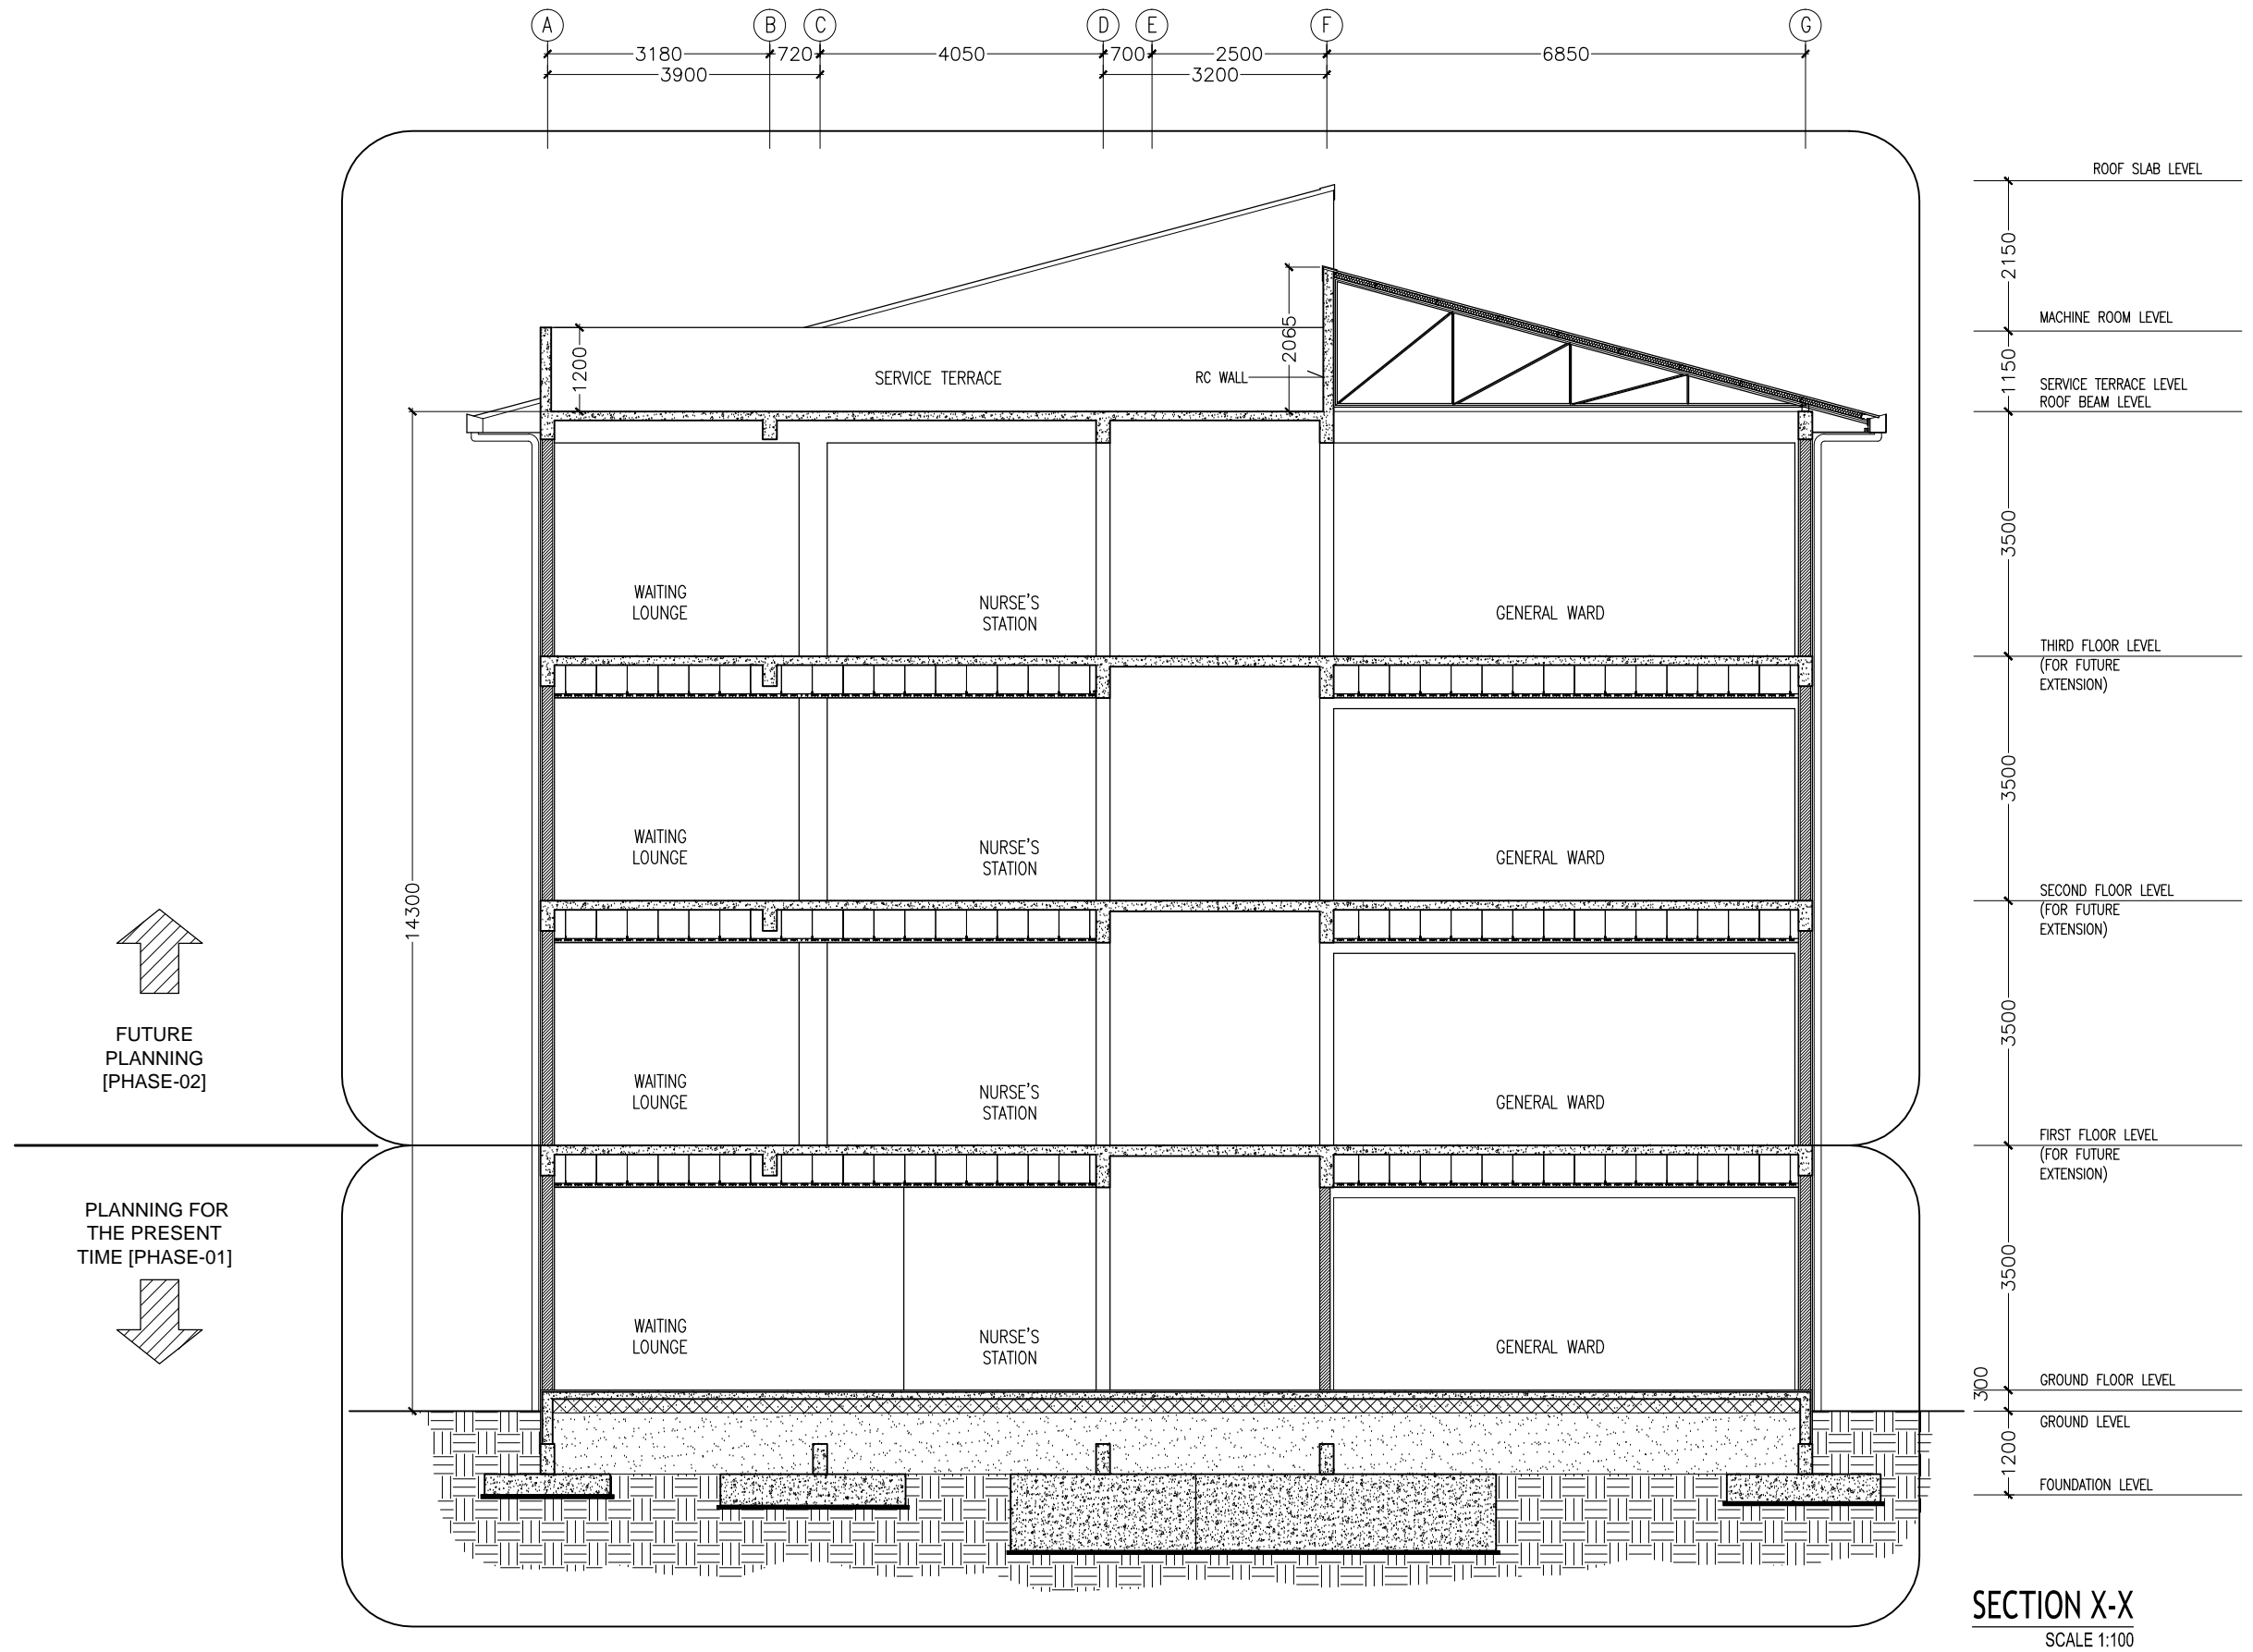 A B C D E F G
3180 720 4050 700 2500 6850
3900 3200
ROOF SLAB LEVEL
2150
MACHINE ROOM LEVEL
1150
1200
2065
SERVICE TERRACE
RC WALL
SERVICE TERRACE LEVEL
ROOF BEAM LEVEL
3500
WAITING
LOUNGE
NURSE'S
STATION
GENERAL WARD
THIRD FLOOR LEVEL
(FOR FUTURE
EXTENSION)
3500
WAITING
LOUNGE
NURSE'S
STATION
GENERAL WARD
SECOND FLOOR LEVEL
(FOR FUTURE
EXTENSION)
14300
3500
FUTURE
PLANNING
[PHASE-02]
WAITING
LOUNGE
NURSE'S
STATION
GENERAL WARD
FIRST FLOOR LEVEL
(FOR FUTURE
EXTENSION)
PLANNING FOR
THE PRESENT
TIME [PHASE-01]
3500
WAITING
LOUNGE
NURSE'S
STATION
GENERAL WARD
300
GROUND FLOOR LEVEL
GROUND LEVEL
1200
FOUNDATION LEVEL
SECTION X-X
SCALE 1:100